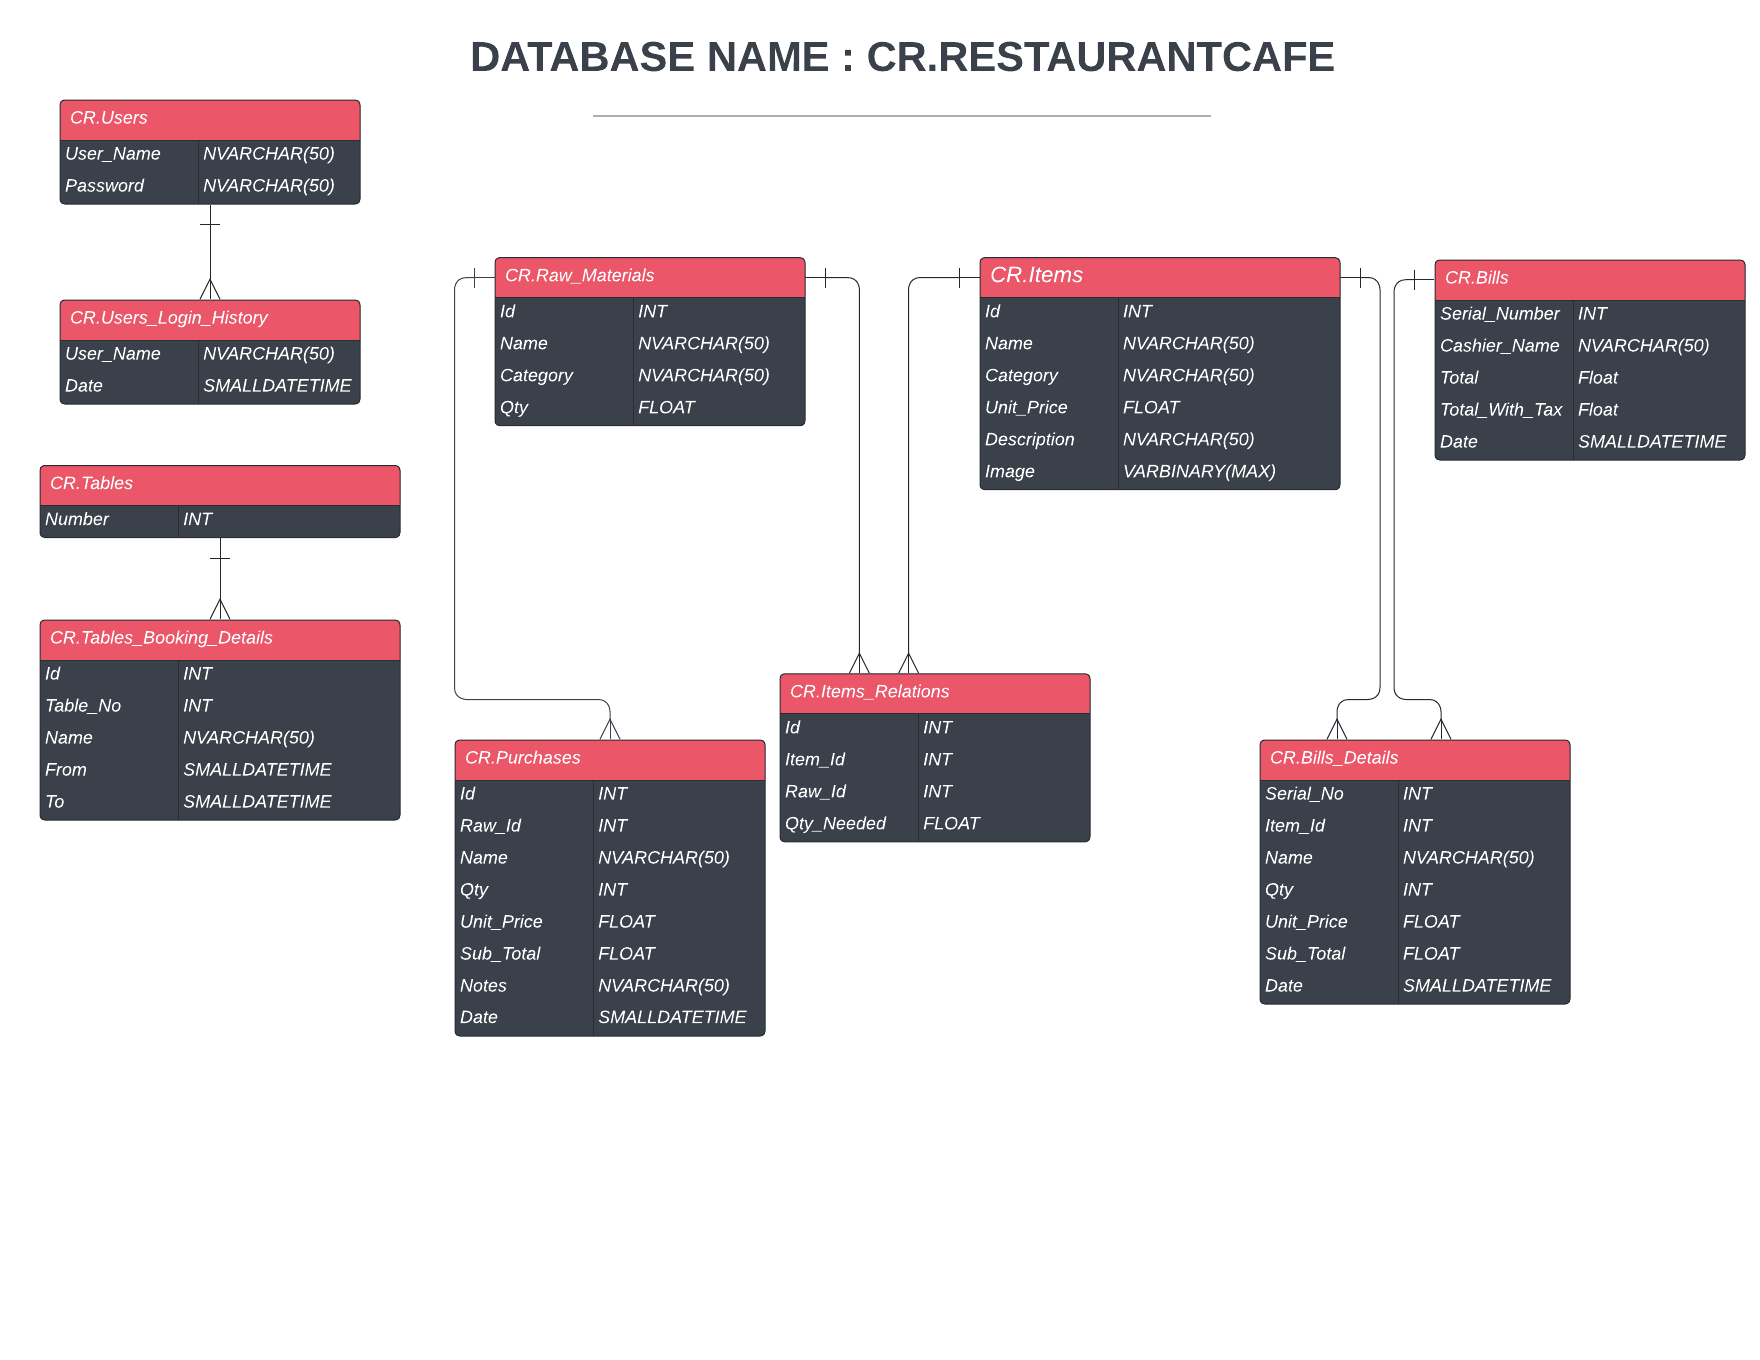 DATABASE NAME : CR.RESTAURANTCAFE
CR.Users
User_Name NVARCHAR(50)
Password NVARCHAR(50)
CR.Users_Login_History
User_Name NVARCHAR(50)
Date SMALLDATETIME
CR.Tables
Number INT
CR.Tables_Booking_Details
Id INT
Table_No INT
Name NVARCHAR(50)
From SMALLDATETIME
To SMALLDATETIME
CR.Raw_Materials
Id INT
Name NVARCHAR(50)
Category NVARCHAR(50)
Qty FLOAT
CR.Purchases
Id INT
Raw_Id INT
Name NVARCHAR(50)
Qty INT
Unit_Price FLOAT
Sub_Total FLOAT
Notes NVARCHAR(50)
Date SMALLDATETIME
CR.Items_Relations
Id INT
Item_Id INT
Raw_Id INT
Qty_Needed FLOAT
CR.Items
Id INT
Name NVARCHAR(50)
Category NVARCHAR(50)
Unit_Price FLOAT
Description NVARCHAR(50)
Image VARBINARY(MAX)
CR.Bills
Serial_Number INT
Cashier_Name NVARCHAR(50)
Total Float
Total_With_Tax Float
Date SMALLDATETIME
CR.Bills_Details
Serial_No INT
Item_Id INT
Name NVARCHAR(50)
Qty INT
Unit_Price FLOAT
Sub_Total FLOAT
Date SMALLDATETIME